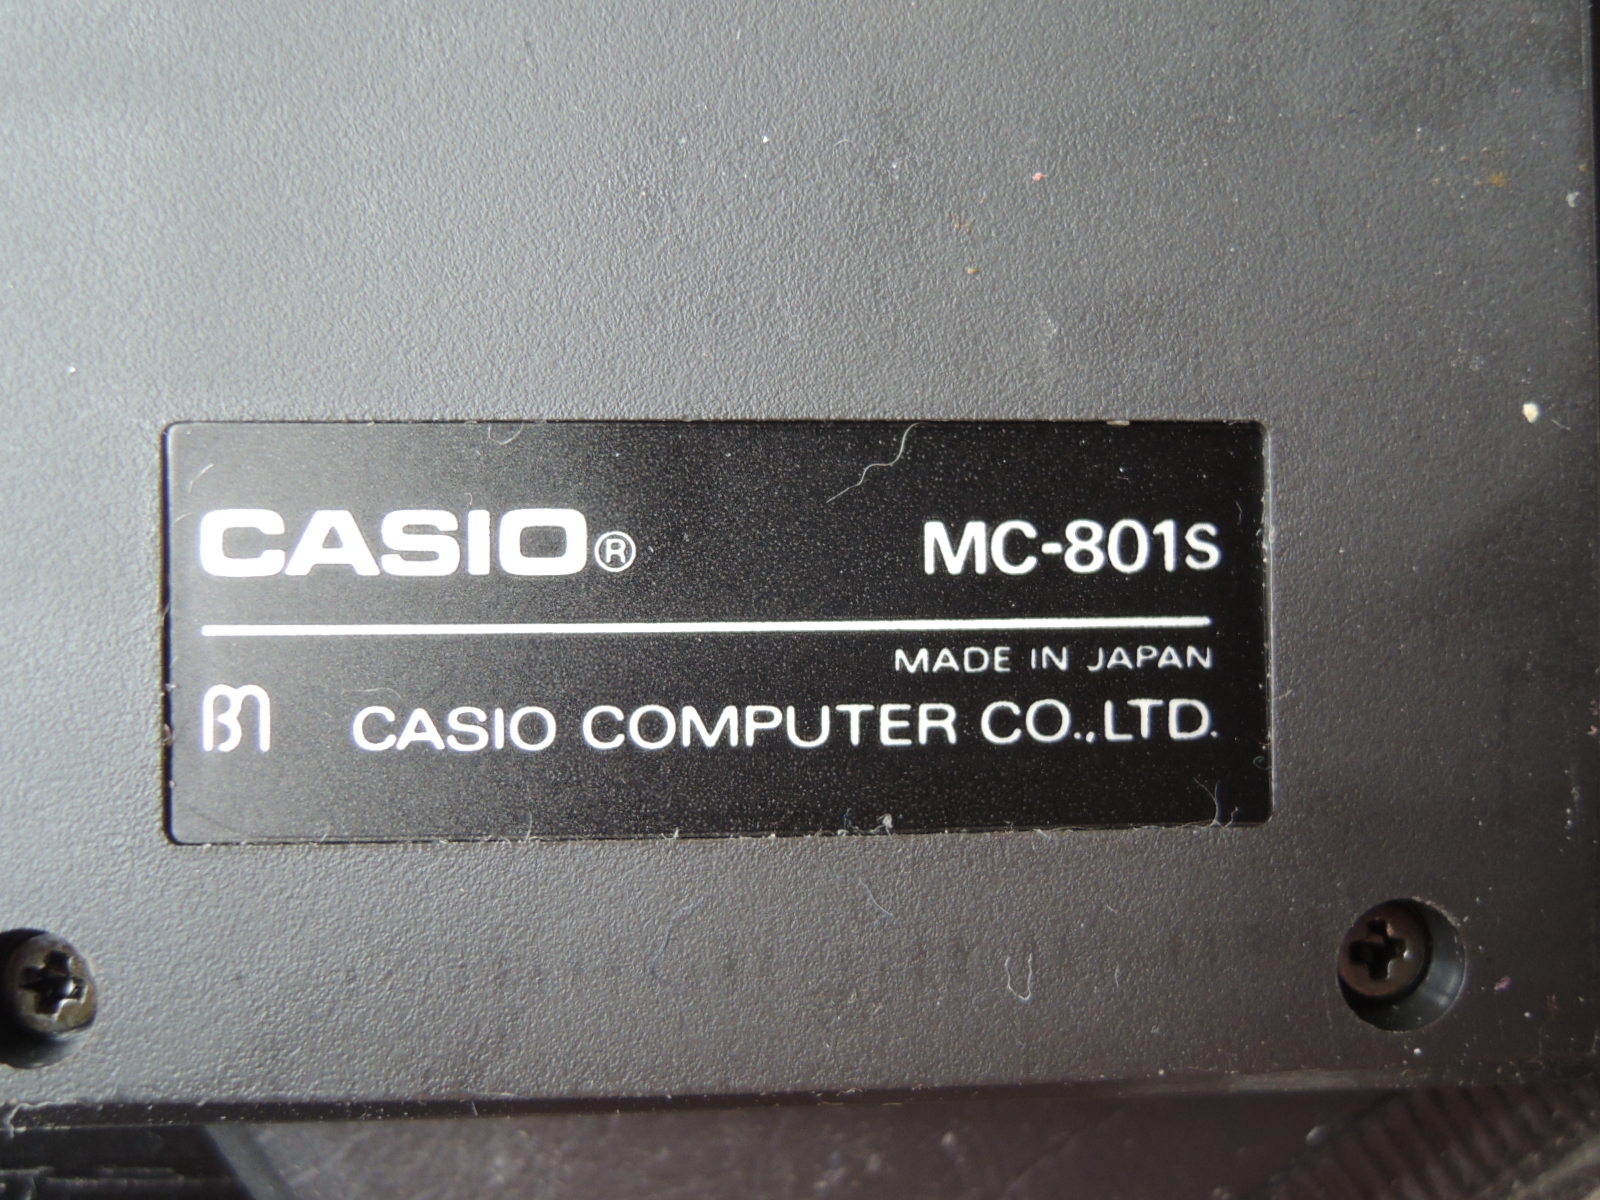 CASIO® MC-801S
MADE IN JAPAN
CASIO COMPUTER CO.,LTD.